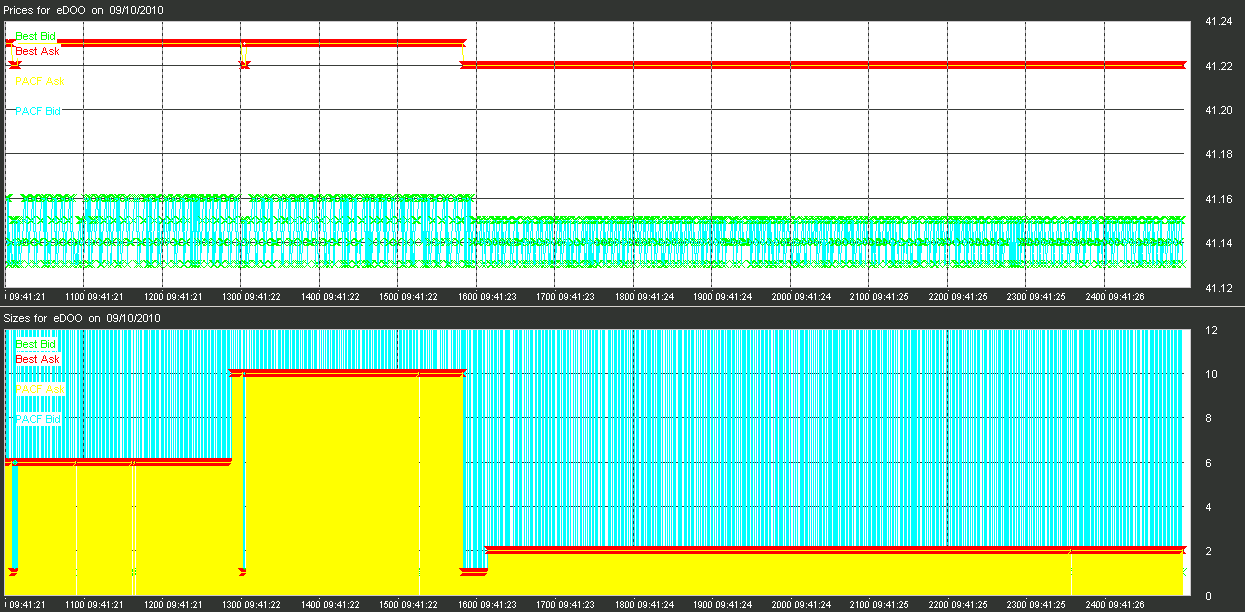 Prices for eDOO on 09/10/2010
Best Bid
Best Ask
PACF Ask
PACF Bid
41.24
41.22
41.20
41.18
41.16
41.14
41.12
09:41:21 1100 09:41:21 1200 09:41:21 1300 09:41:22 1400 09:41:22 1500 09:41:22 1600 09:41:23 1700 09:41:23 1800 09:41:24 1900 09:41:24 2000 09:41:24 2100 09:41:25 2200 09:41:25 2300 09:41:25 2400 09:41:26
Sizes for eDOO on 09/10/2010
Best Bid
Best Ask
PACF Ask
PACF Bid
12
10
8
6
4
2
0
09:41:21 1100 09:41:21 1200 09:41:21 1300 09:41:22 1400 09:41:22 1500 09:41:22 1600 09:41:23 1700 09:41:23 1800 09:41:24 1900 09:41:24 2000 09:41:24 2100 09:41:25 2200 09:41:25 2300 09:41:25 2400 09:41:26